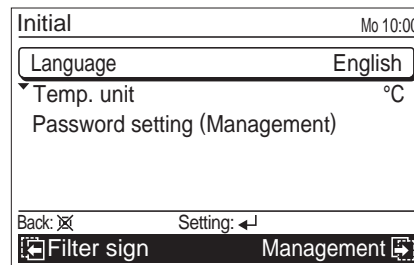 Initial Mo 10:00
Language English
Temp. unit °C
Password setting (Management)
Back: Setting:
Filter sign Management